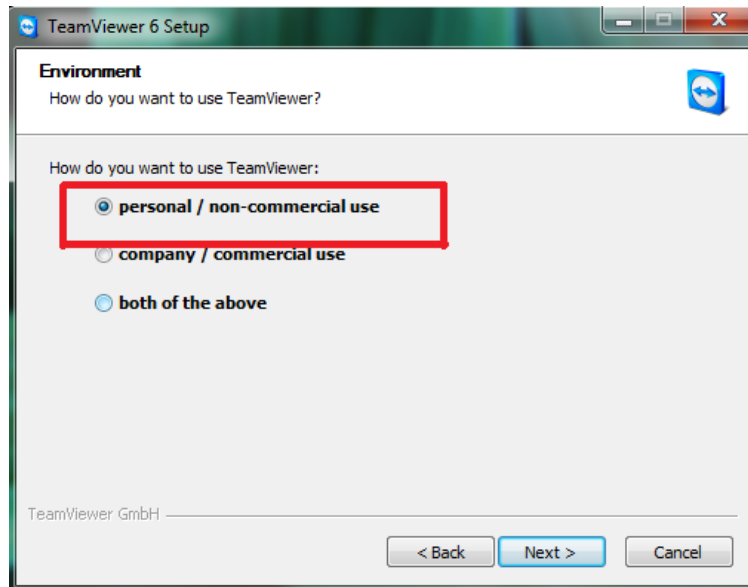 TeamViewer 6 Setup
Environment
How do you want to use TeamViewer?
How do you want to use TeamViewer:
personal / non-commercial use
company / commercial use
both of the above
TeamViewer GmbH
< Back Next > Cancel